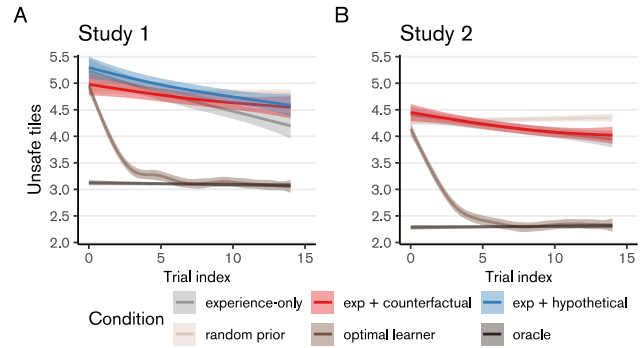 A
Study 1
B
Study 2
Unsafe tiles
5.5
5.0
4.5
4.0
3.5
3.0
2.5
2.0
0
5
10
15
Trial index
5.5
5.0
4.5
4.0
3.5
3.0
2.5
2.0
0
5
10
15
Trial index
Condition
experience-only
exp + counterfactual
exp + hypothetical
random prior
optimal learner
oracle